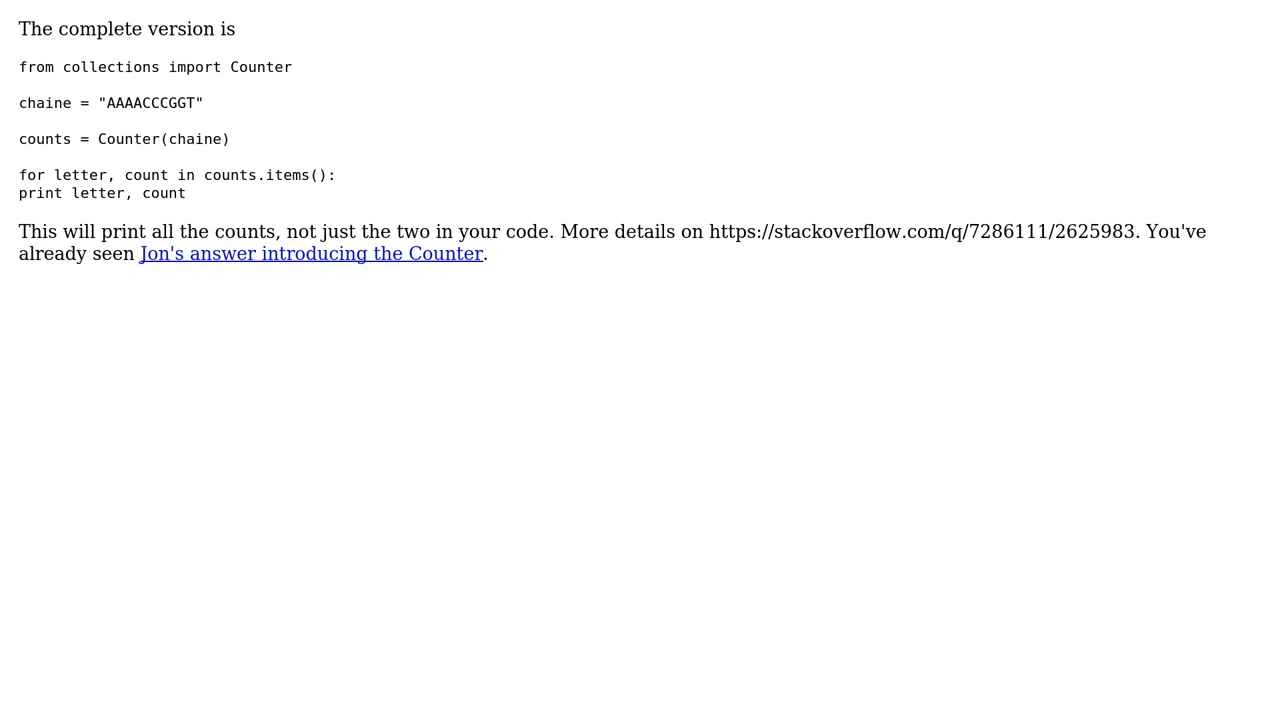 The complete version is
from collections import Counter
chaine = "AAAACCCGGT"
counts = Counter(chaine)
for letter, count in counts.items():
print letter, count
This will print all the counts, not just the two in your code. More details on https://stackoverflow.com/q/7286111/2625983. You've
already seen Jon's answer introducing the Counter.